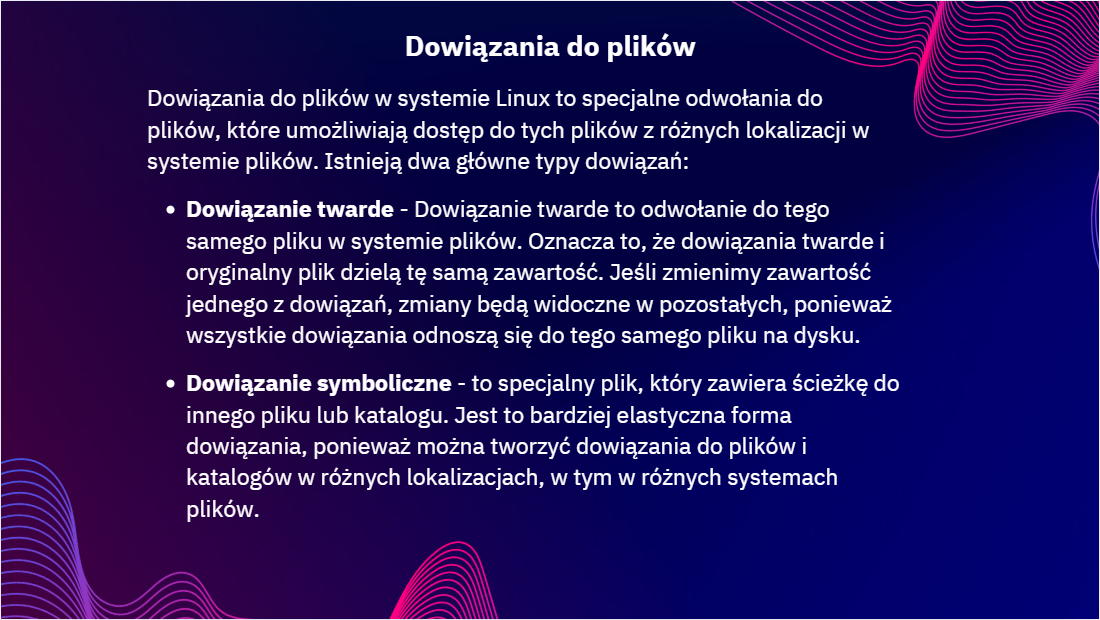 Dowiązania do plików
Dowiązania do plików w systemie Linux to specjalne odwołania do
plików, które umożliwiają dostęp do tych plików z różnych lokalizacji w
systemie plików. Istnieją dwa główne typy dowiązań:
• Dowiązanie twarde - Dowiązanie twarde to odwołanie do tego
samego pliku w systemie plików. Oznacza to, że dowiązania twarde i
oryginalny plik dzielą tę samą zawartość. Jeśli zmienimy zawartość
jednego z dowiązań, zmiany będą widoczne w pozostałych, ponieważ
wszystkie dowiązania odnoszą się do tego samego pliku na dysku.
• Dowiązanie symboliczne - to specjalny plik, który zawiera ścieżkę do
innego pliku lub katalogu. Jest to bardziej elastyczna forma
dowiązania, ponieważ można tworzyć dowiązania do plików i
katalogów w różnych lokalizacjach, w tym w różnych systemach
plików.